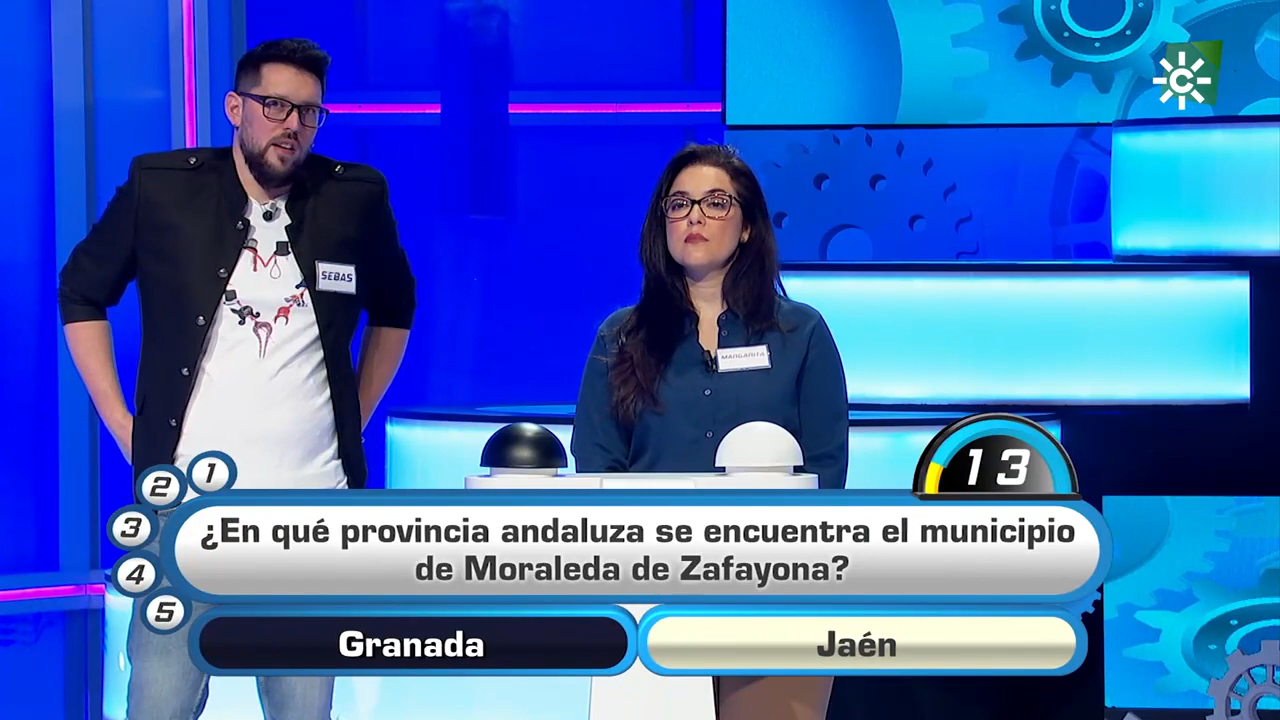 SEBAS
MARGARITA
13
1
2
3
4
5
¿En qué provincia andaluza se encuentra el municipio
de Moraleda de Zafayona?
Granada
Jaén